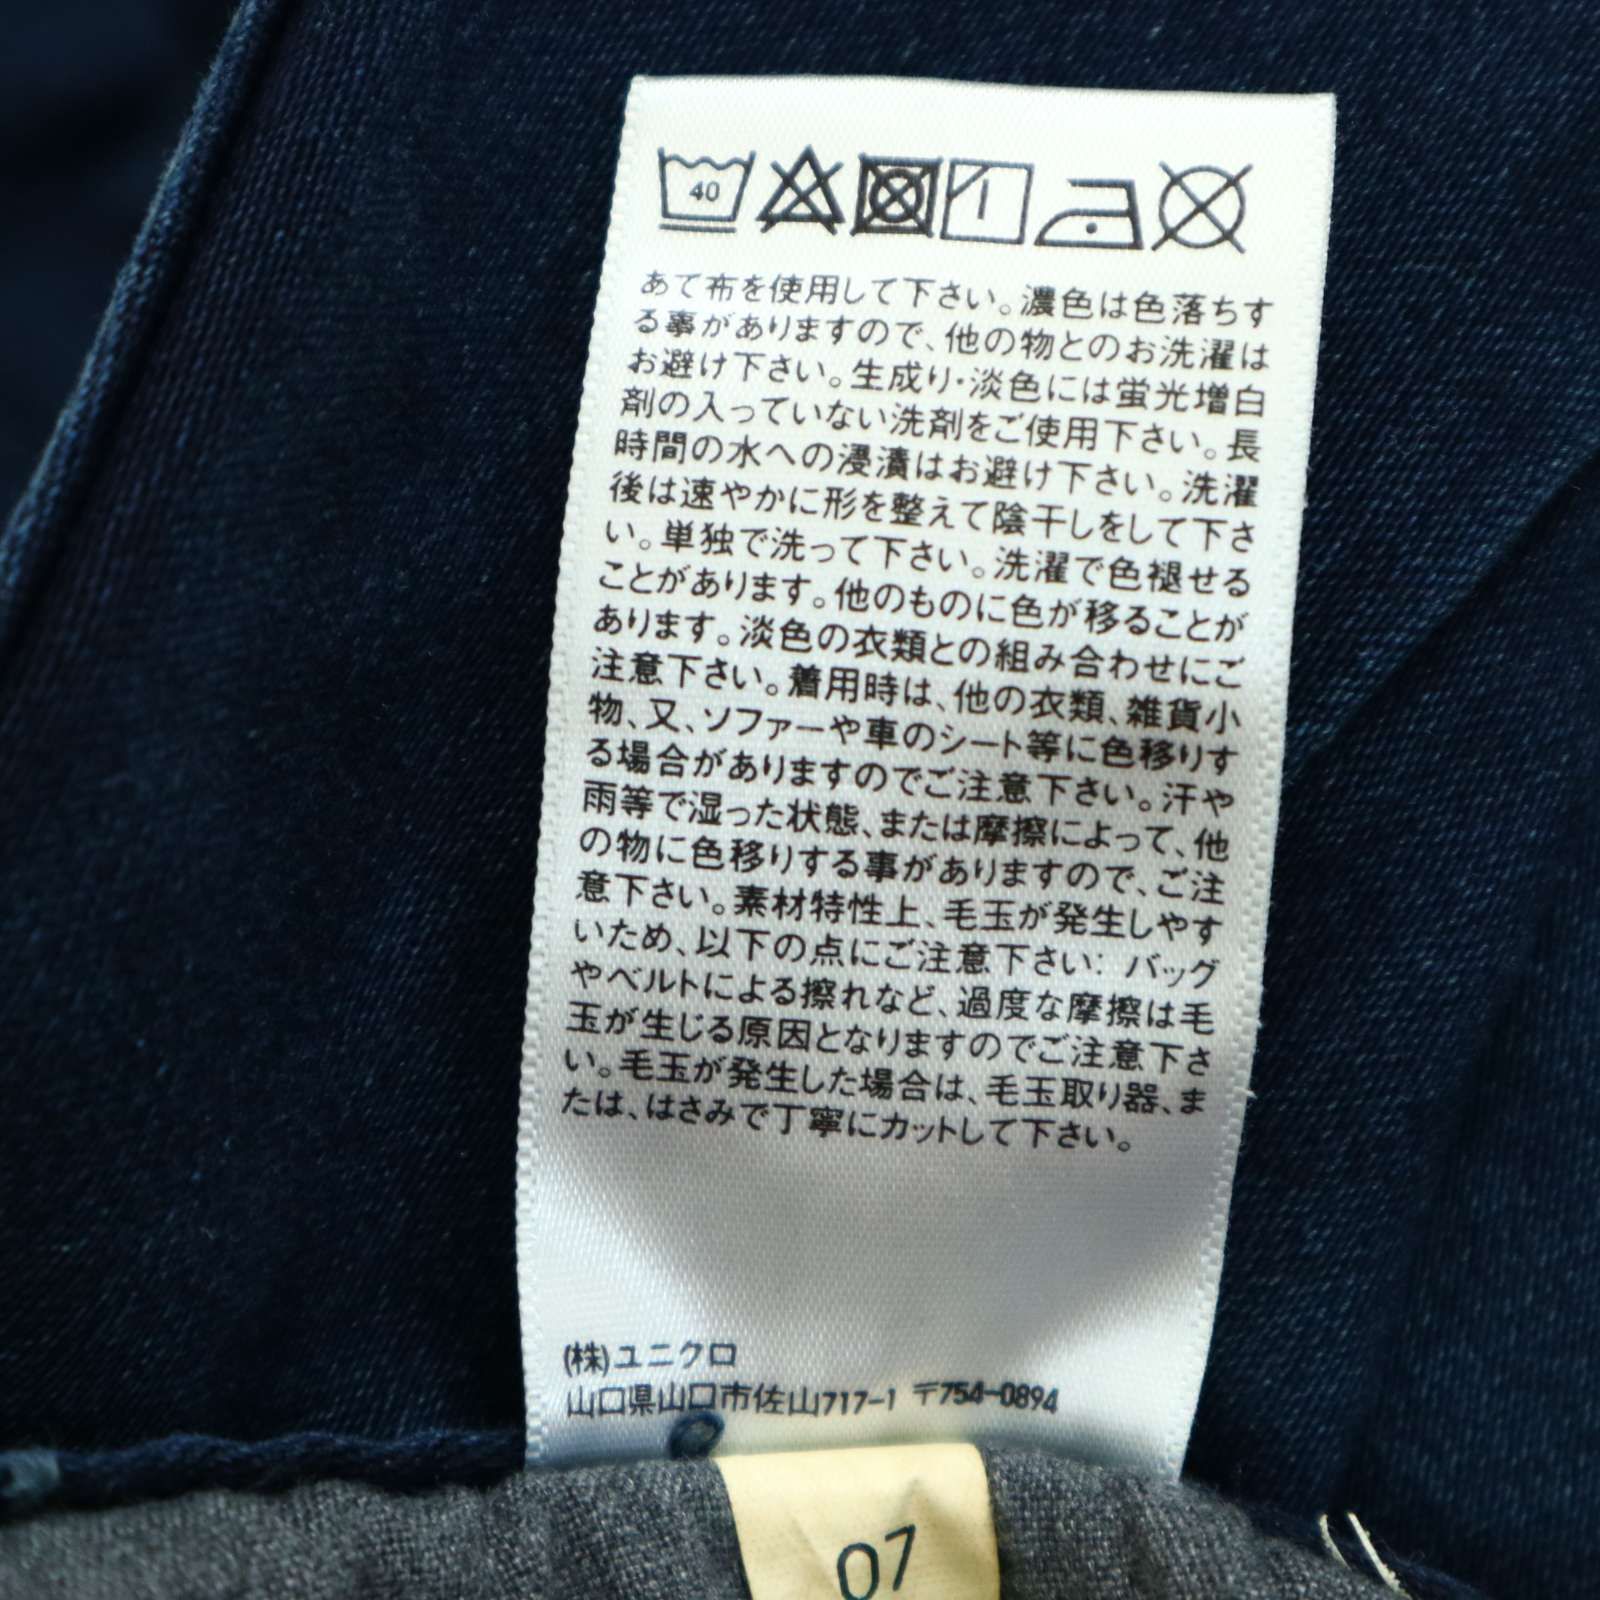 40
あて布を使用して下さい。濃色は色落ちす
る事がありますので、他の物とのお洗濯は
お避け下さい。生成り・淡色には蛍光増白
剤の入っていない洗剤をご使用下さい。長
時間の水への浸漬はお避け下さい。洗濯
後は速やかに形を整えて陰干しをして下さ
い。単独で洗って下さい。洗濯で色褪せる
ことがあります。他のものに色が移ることが
あります。淡色の衣類との組み合わせにご
注意下さい。着用時は、他の衣類、雑貨小
物、又、ソファーや車のシート等に色移りす
る場合がありますのでご注意下さい。汗や
雨等で湿った状態、または摩擦によって、他
の物に色移りする事がありますので、ご注
意下さい。素材特性上、毛玉が発生しやす
いため、以下の点にご注意下さい: バッグ
やベルトによる擦れなど、過度な摩擦は毛
玉が生じる原因となりますのでご注意下さ
い。毛玉が発生した場合は、毛玉取り器、ま
たは、はさみで丁寧にカットして下さい。
(株)ユニクロ
山口県山口市佐山717-1 〒754-0894
07